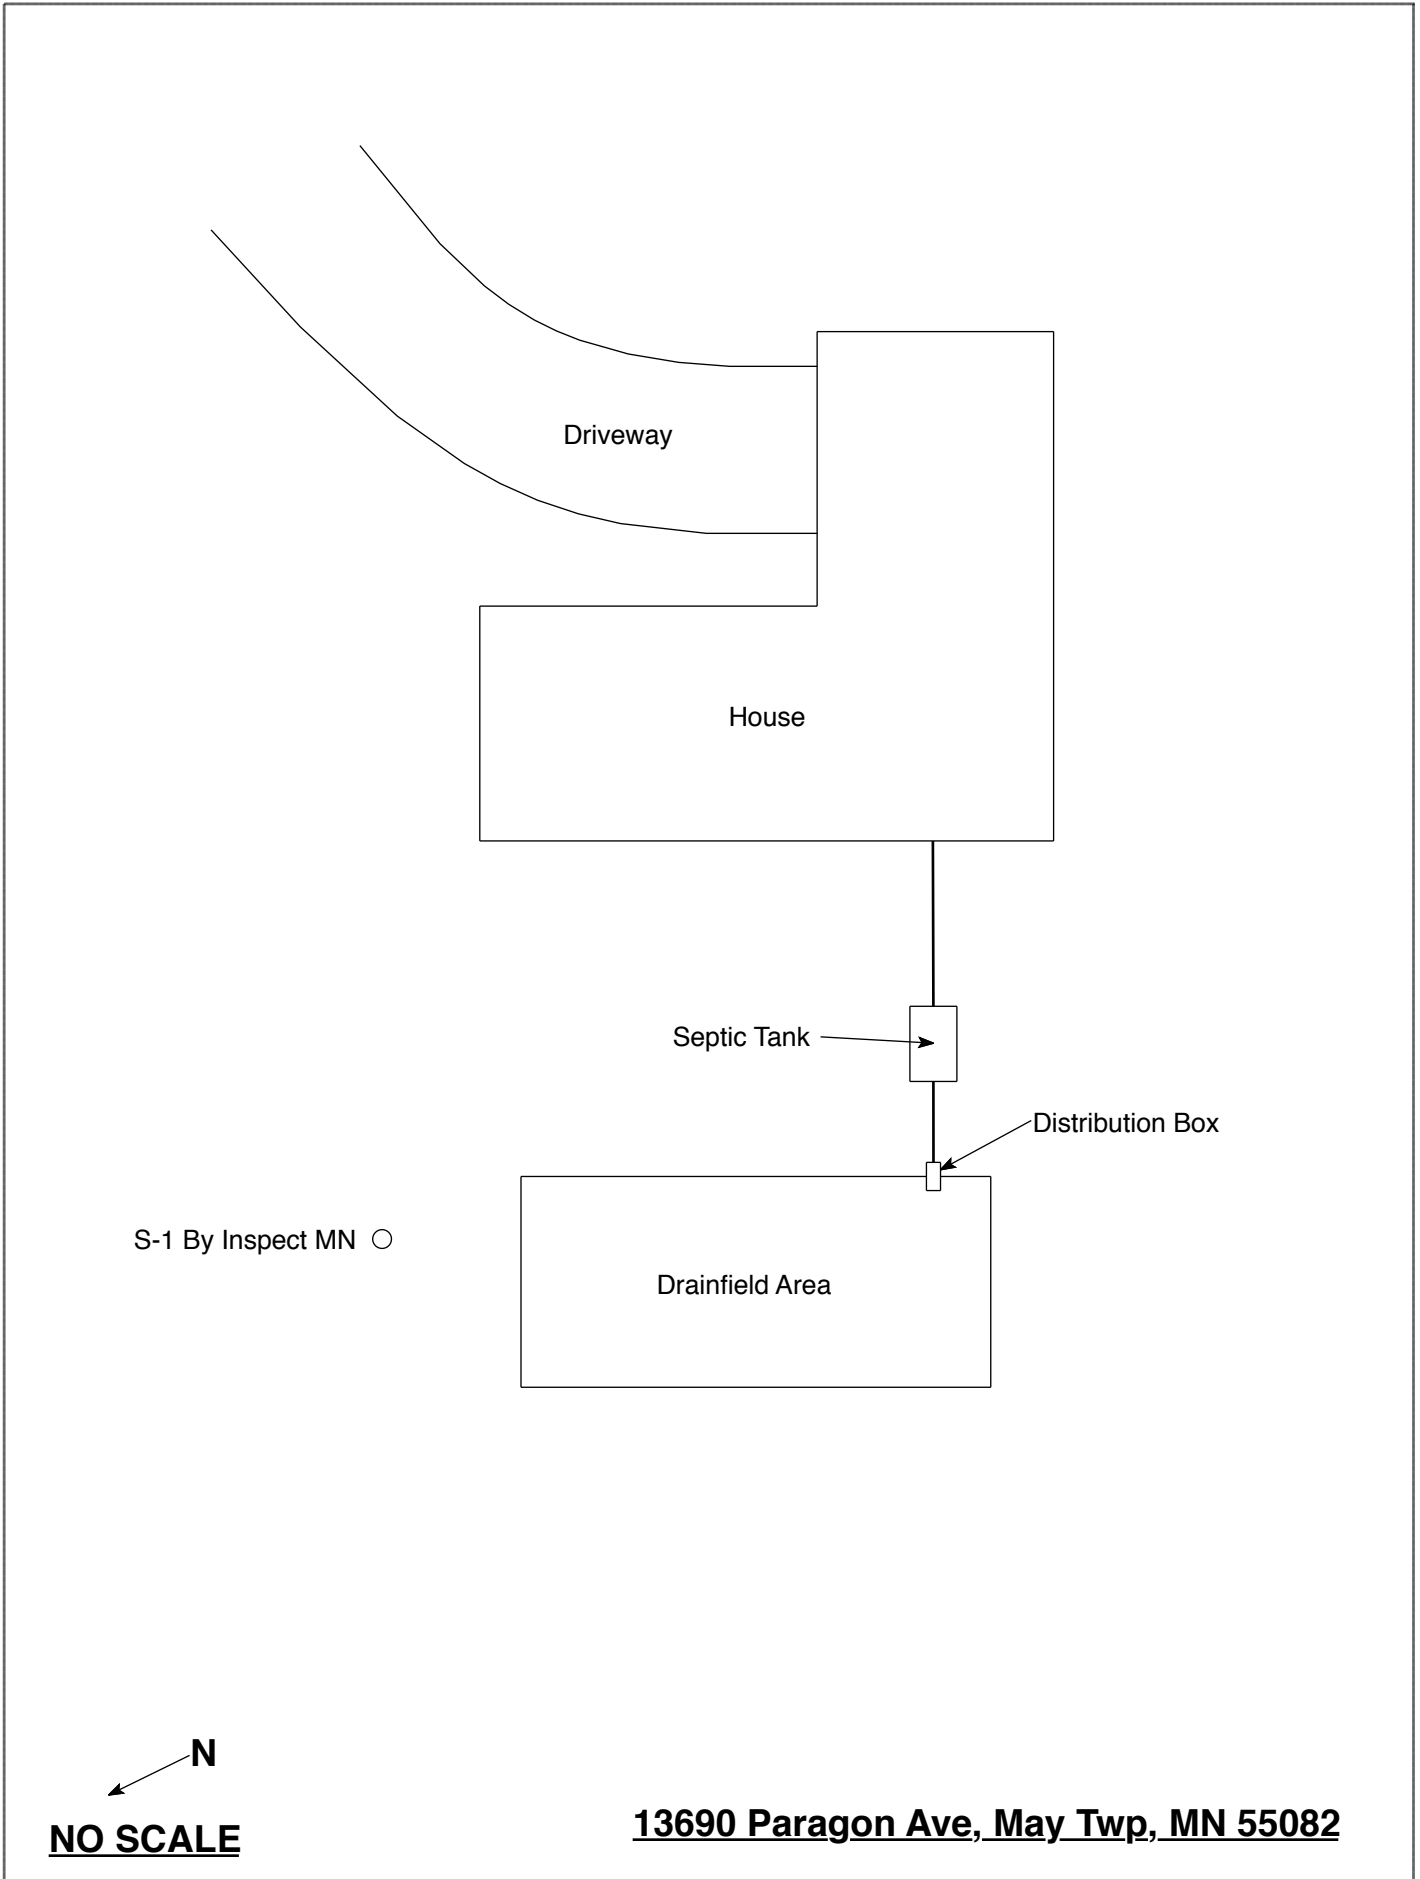 Driveway
House
Septic Tank
Distribution Box
S-1 By Inspect MN
Drainfield Area
N
NO SCALE
13690 Paragon Ave, May Twp, MN 55082